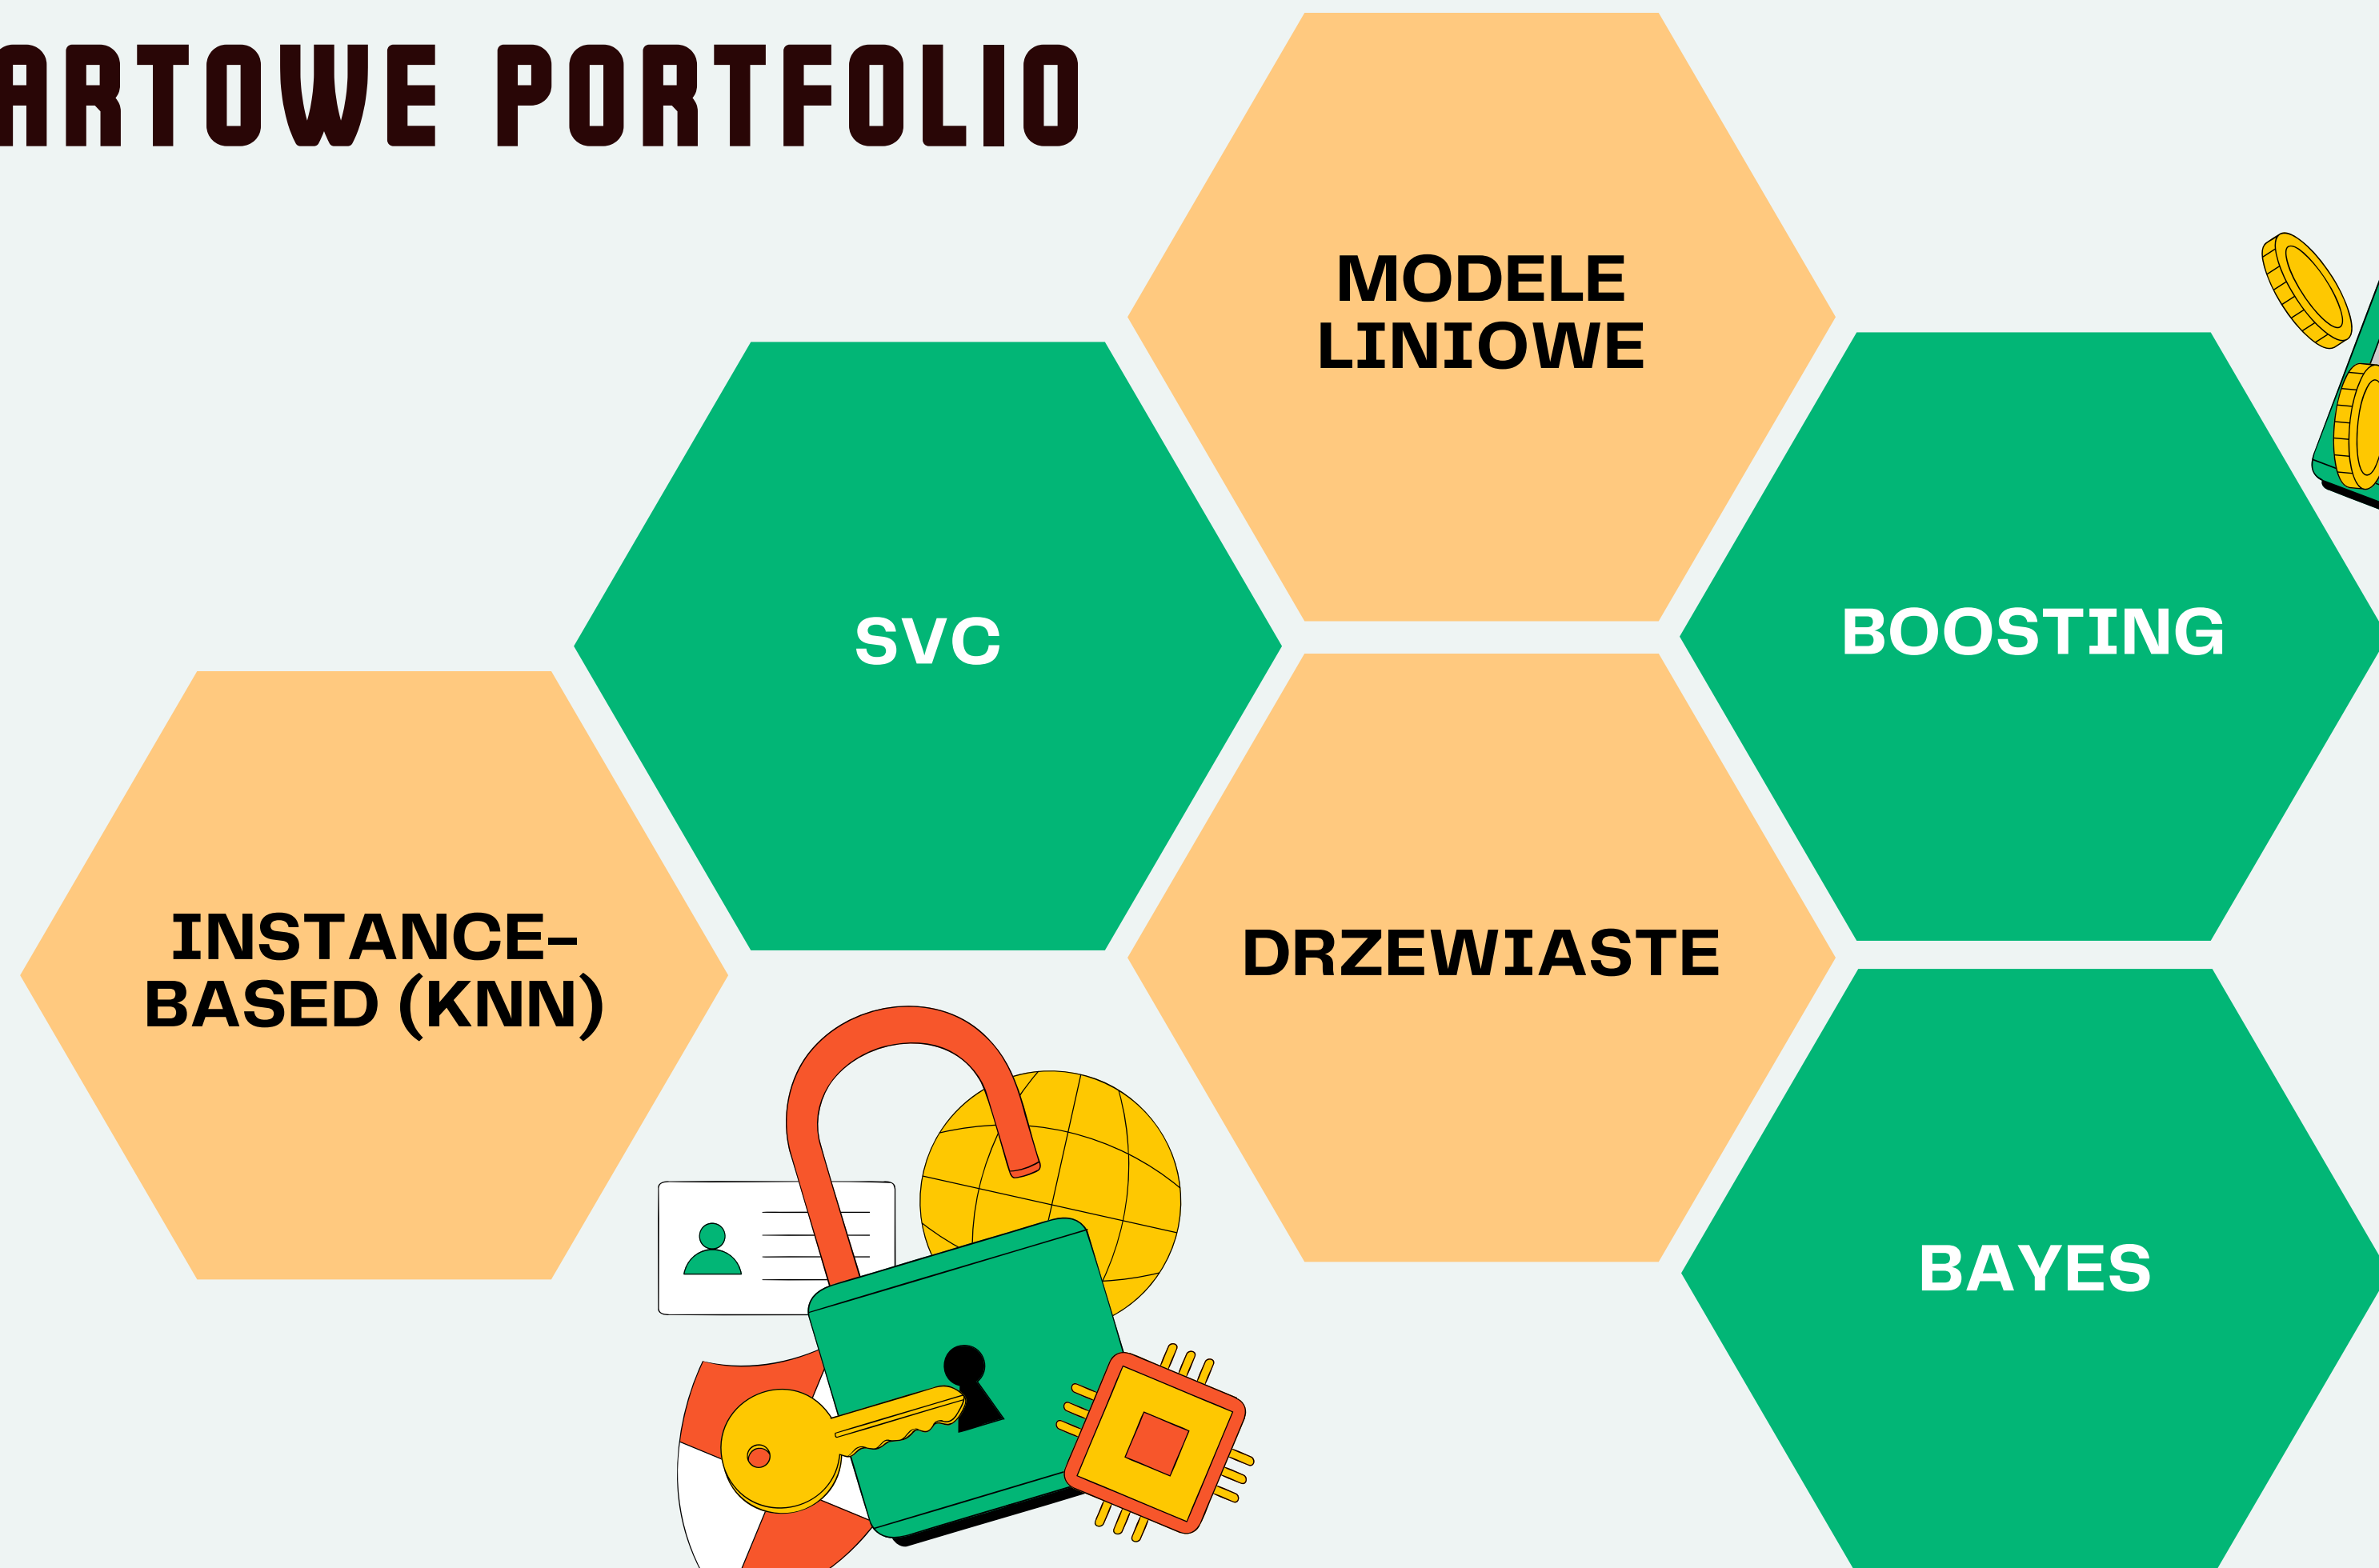 ARTOWE PORTFOLIO
MODELE
LINIOWE
SVC
BOOSTING
INSTANCE-
BASED (KNN)
DRZEWIASTE
BAYES